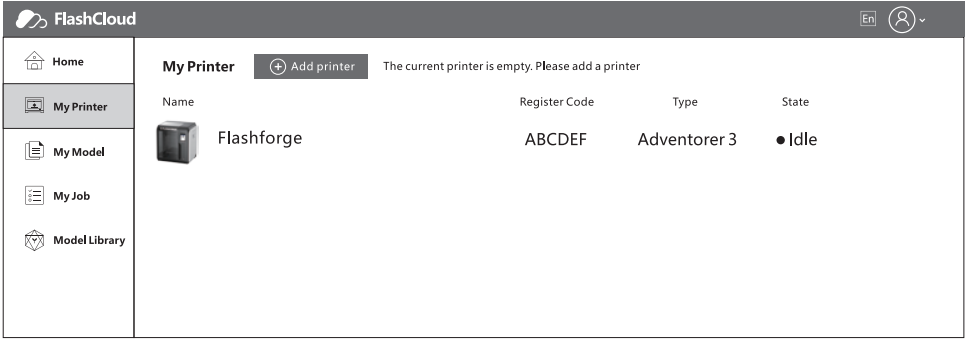 FlashCloud
En
Home
My Printer
My Model
My Job
Model Library
My Printer Add printer The current printer is empty. Please add a printer
Name Register Code Type State
Flashforge ABCDEF Adventorer 3 Idle